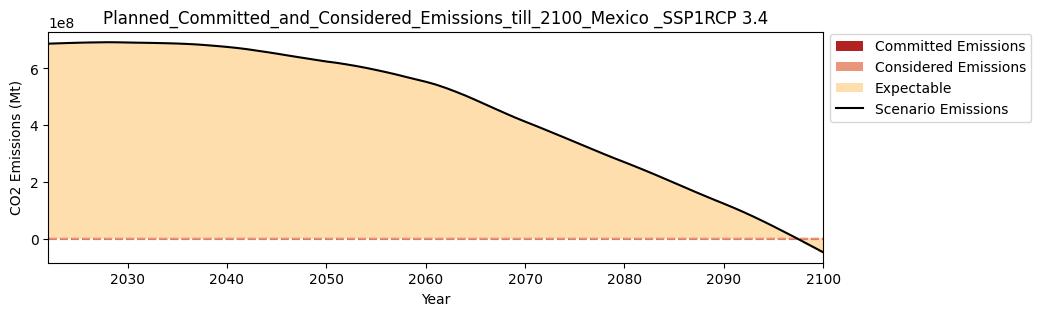 Planned_Committed_and_Considered_Emissions_till_2100_Mexico _SSP1RCP 3.4
1e8
CO2 Emissions (Mt)
6
4
2
0
2030 2040 2050 2060 2070 2080 2090 2100
Year
Committed Emissions
Considered Emissions
Expectable
Scenario Emissions